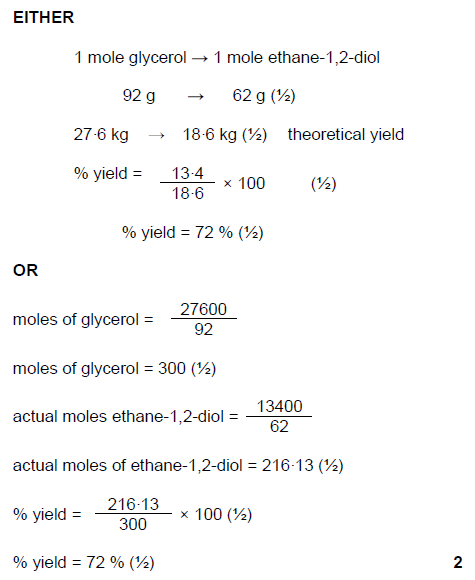 EITHER
1 mole glycerol → 1 mole ethane-1,2-diol
92 g → 62 g (½)
27·6 kg → 18·6 kg (½) theoretical yield
% yield = 13·4 / 18·6 × 100 (½)
% yield = 72 % (½)
OR
moles of glycerol = 27600 / 92
moles of glycerol = 300 (½)
actual moles ethane-1,2-diol = 13400 / 62
actual moles of ethane-1,2-diol = 216·13 (½)
% yield = 216·13 / 300 × 100 (½)
% yield = 72 % (½) 2